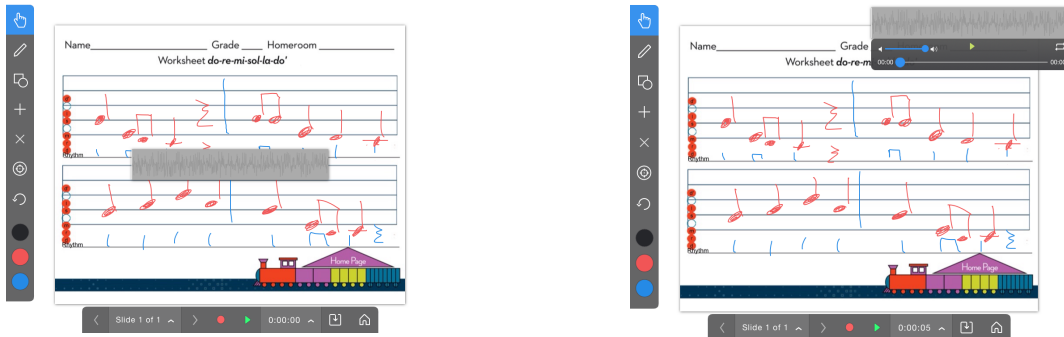 Name Grade Homeroom
Worksheet do-re-mi-sol-la-do'
Rhythm
Rhythm
Home Page
Slide 1 of 1 0:00:00
Name Grade
Worksheet do-re-m
00:00 00:00
Rhythm
Rhythm
Home Page
Slide 1 of 1 0:00:05